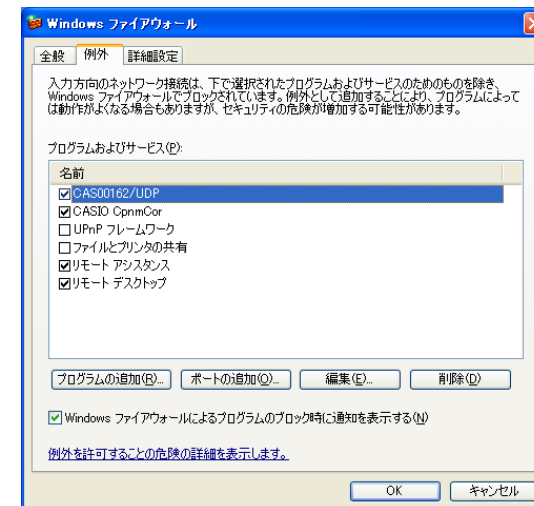 Windows ファイアウォール
全般
例外
詳細設定
入力方向のネットワーク接続は、下で選択されたプログラムおよびサービスのためのものを除き、
Windows ファイアウォールでブロックされています。例外として追加することにより、プログラムによって
は動作がよくなる場合もありますが、セキュリティの危険が増加する可能性があります。
プログラムおよびサービス(P):
名前
CAS00162/UDP
CASIO CpnmCor
UPnP フレームワーク
ファイルとプリンタの共有
リモート アシスタンス
リモート デスクトップ
プログラムの追加(R)...
ポートの追加(O)...
編集(E)...
削除(D)
Windows ファイアウォールによるプログラムのブロック時に通知を表示する(N)
例外を許可することの危険の詳細を表示します。
OK
キャンセル